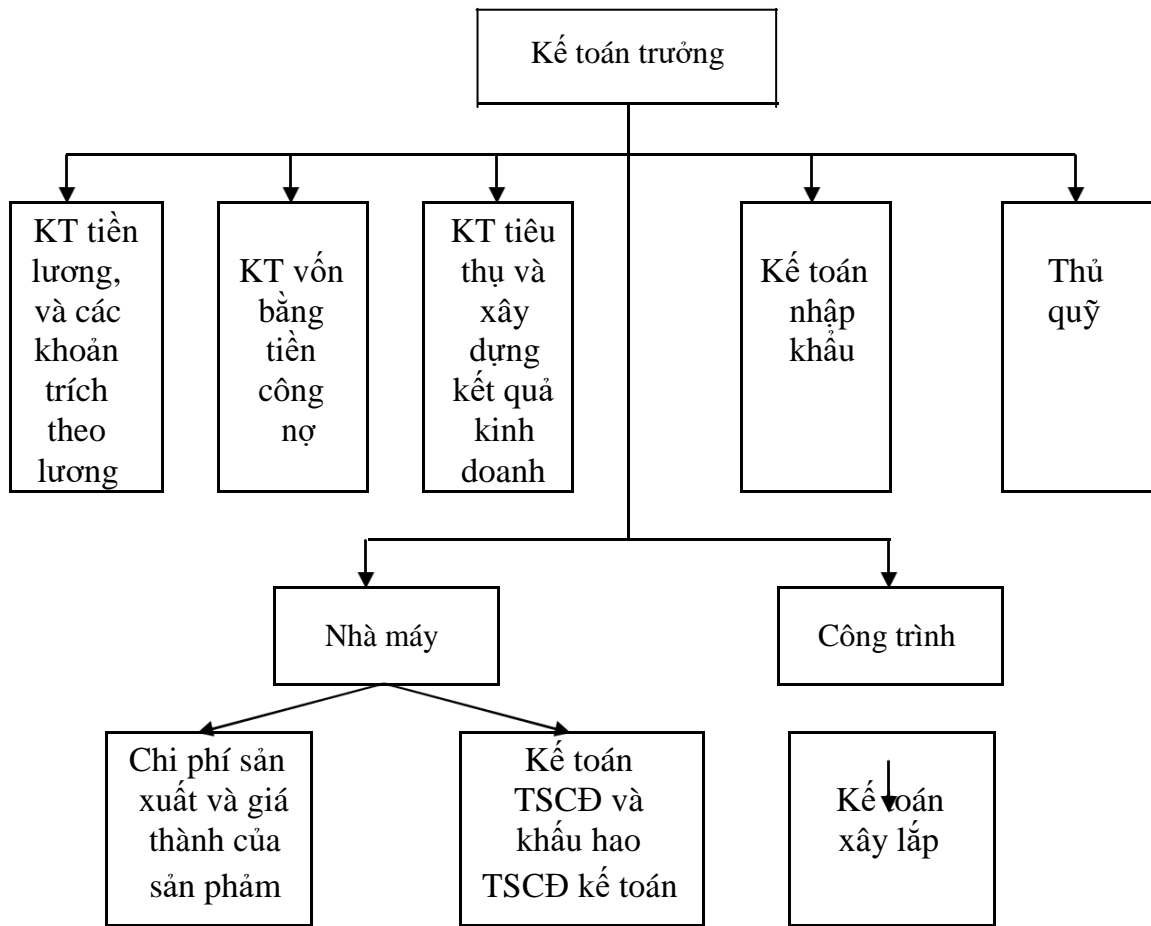 Kế toán trưởng
KT tiền
lương,
và các
khoản
trích
theo
lương
KT vốn
bằng
tiền
công
nợ
KT tiêu
thụ và
xây
dựng
kết quả
kinh
doanh
Kế toán
nhập
khẩu
Thủ
quỹ
Nhà máy
Công trình
Chi phí sản
xuất và giá
thành của
sản phảm
Kế toán
TSCĐ và
khấu hao
TSCĐ kế toán
Kế toán
xây lắp